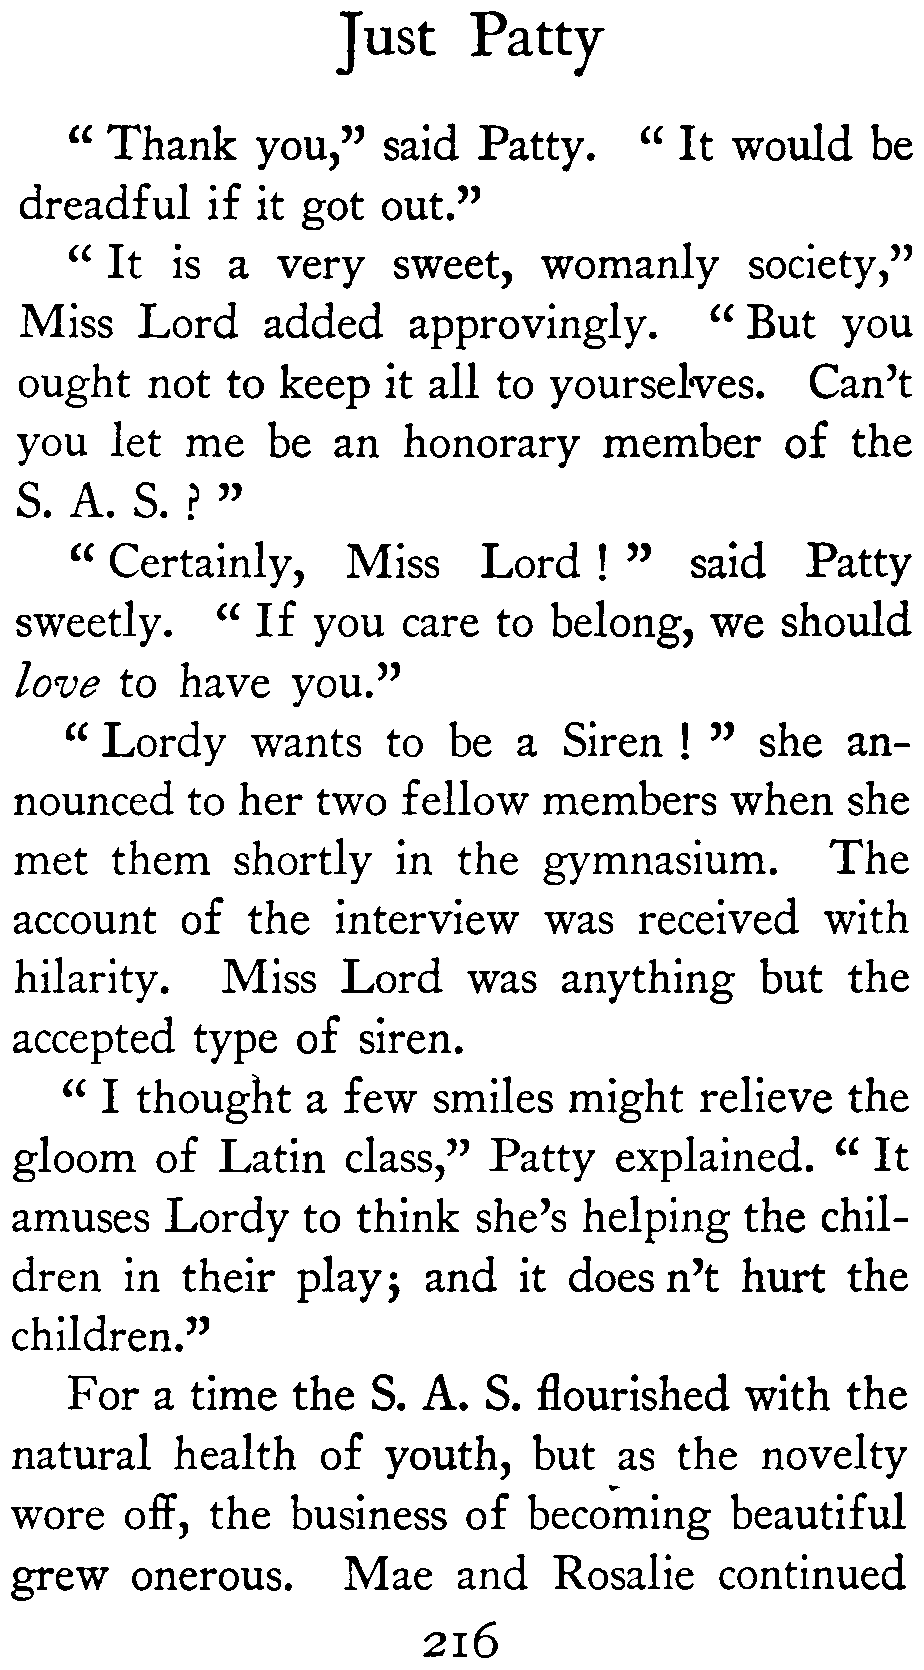 Just Patty
" Thank you," said Patty. " It would be
dreadful if it got out."
" It is a very sweet, womanly society,"
Miss Lord added approvingly. " But you
ought not to keep it all to yourselves. Can't
you let me be an honorary member of the
S. A. S. ? "
" Certainly, Miss Lord ! " said Patty
sweetly. " If you care to belong, we should
love to have you."
" Lordy wants to be a Siren ! " she an-
nounced to her two fellow members when she
met them shortly in the gymnasium. The
account of the interview was received with
hilarity. Miss Lord was anything but the
accepted type of siren.
" I thought a few smiles might relieve the
gloom of Latin class," Patty explained. " It
amuses Lordy to think she's helping the chil-
dren in their play; and it does n't hurt the
children."
For a time the S. A. S. flourished with the
natural health of youth, but as the novelty
wore off, the business of becoming beautiful
grew onerous. Mae and Rosalie continued
216